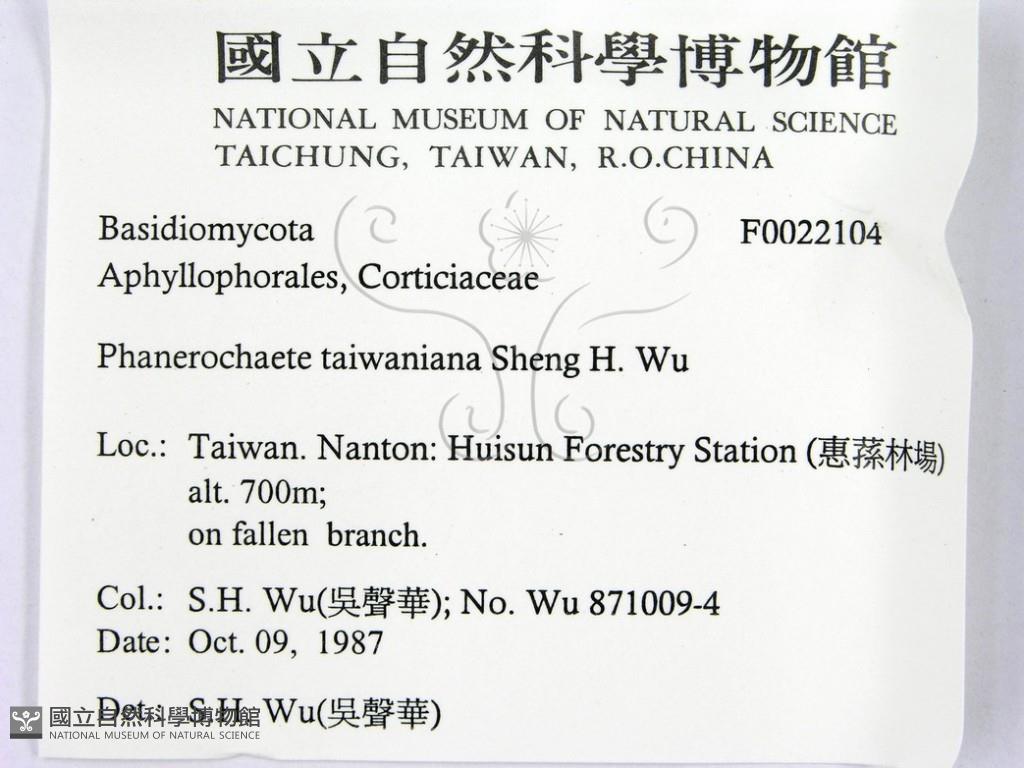 國立自然科學博物館
NATIONAL MUSEUM OF NATURAL SCIENCE
TAICHUNG, TAIWAN, R.O.CHINA
Basidiomycota F0022104
Aphyllophorales, Corticiaceae
Phanerochaete taiwaniana Sheng H. Wu
Loc.: Taiwan. Nanton: Huisun Forestry Station (惠蓀林場)
alt. 700m;
on fallen branch.
Col.: S.H. Wu(吳聲華); No. Wu 871009-4
Date: Oct. 09, 1987
Det.: S.H. Wu(吳聲華)
國立自然科學博物館
NATIONAL MUSEUM OF NATURAL SCIENCE